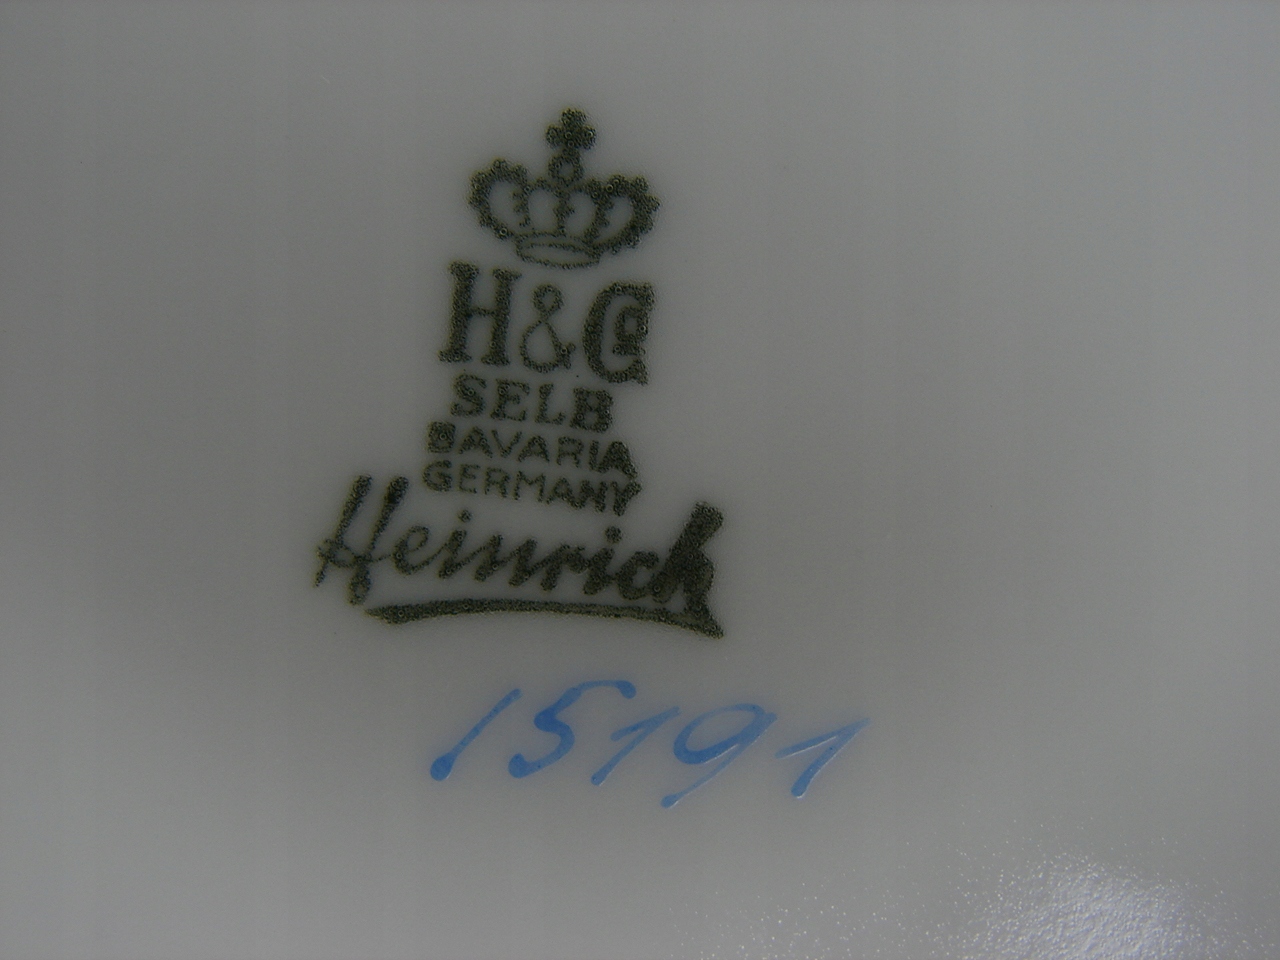 H&Co
SELB
BAVARIA
GERMANY
Heinrich
15191